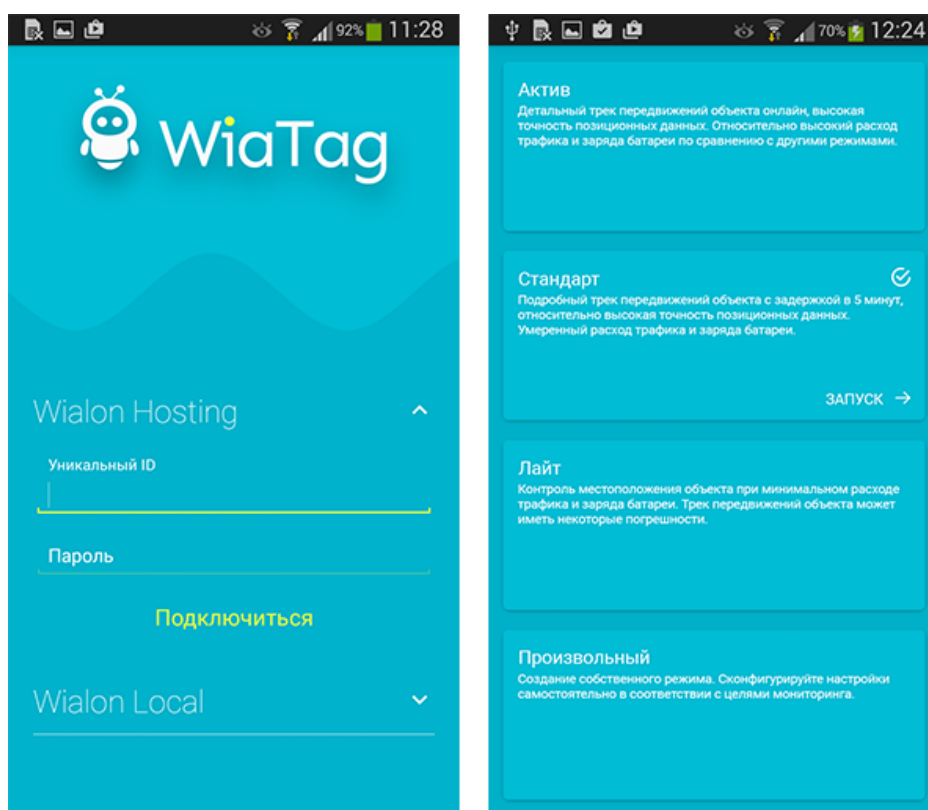 92% 11:28
WiaTag
Wialon Hosting
Уникальный ID
Пароль
Подключиться
Wialon Local
70% 12:24
Актив
Детальный трек передвижений объекта онлайн, высокая
точность позиционных данных. Относительно высокий расход
трафика и заряда батареи по сравнению с другими режимами.
Стандарт
Подробный трек передвижений объекта с задержкой в 5 минут,
относительно высокая точность позиционных данных.
Умеренный расход трафика и заряда батареи.
ЗАПУСК
Лайт
Контроль местоположения объекта при минимальном расходе
трафика и заряда батареи. Трек передвижений объекта может
иметь некоторые погрешности.
Произвольный
Создание собственного режима. Сконфигурируйте настройки
самостоятельно в соответствии с целями мониторинга.